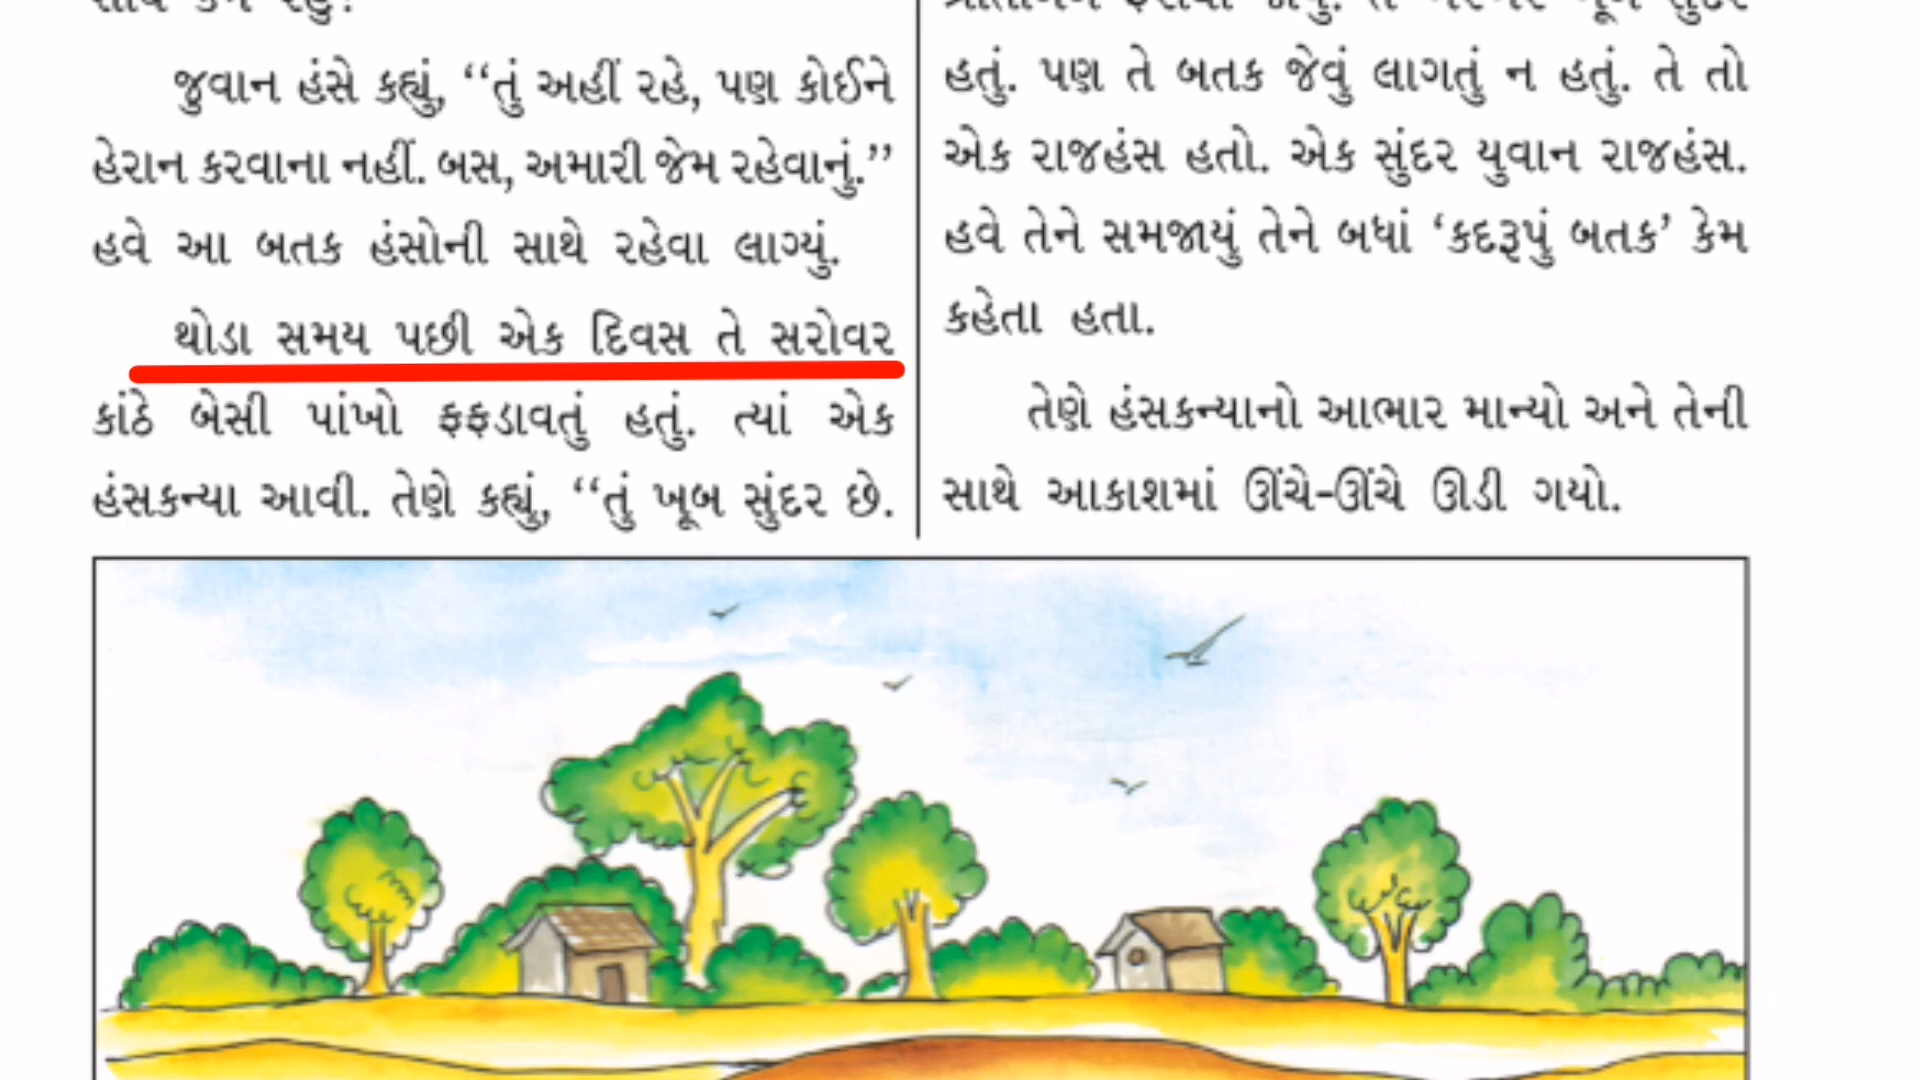 જુવાન હંસે કહ્યું, “તું અહીં રહે, પણ કોઈને
હેરાન કરવાના નહીં. બસ, અમારી જેમ રહેવાનું.”
હવે આ બતક હંસોની સાથે રહેવા લાગ્યું.
થોડા સમય પછી એક દિવસ તે સરોવર
કાંઠે બેસી પાંખો ફફડાવતું હતું. ત્યાં એક
હંસકન્યા આવી. તેણે કહ્યું, “તું ખૂબ સુંદર છે.
હતું. પણ તે બતક જેવું લાગતું ન હતું. તે તો
એક રાજહંસ હતો. એક સુંદર યુવાન રાજહંસ.
હવે તેને સમજાયું તેને બધાં ‘કદરૂપું બતક’ કેમ
કહેતા હતા.
તેણે હંસકન્યાનો આભાર માન્યો અને તેની
સાથે આકાશમાં ઊંચે-ઊંચે ઊડી ગયો.